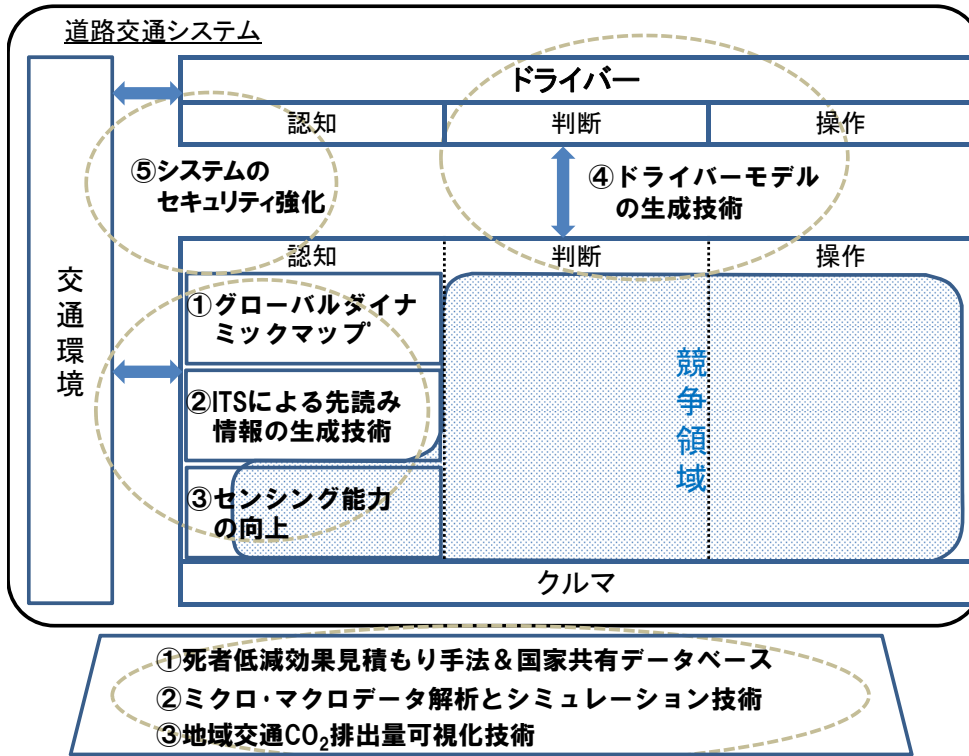 道路交通システム
ドライバー
認知
判断
操作
⑤システムの
セキュリティ強化
④ドライバーモデル
の生成技術
交通環境
認知
判断
操作
①グローバルダイナ
ミックマップ
②ITSによる先読み
情報の生成技術
③センシング能力
の向上
競争領域
クルマ
①死者低減効果見積もり手法＆国家共有データベース
②ミクロ・マクロデータ解析とシミュレーション技術
③地域交通CO₂排出量可視化技術